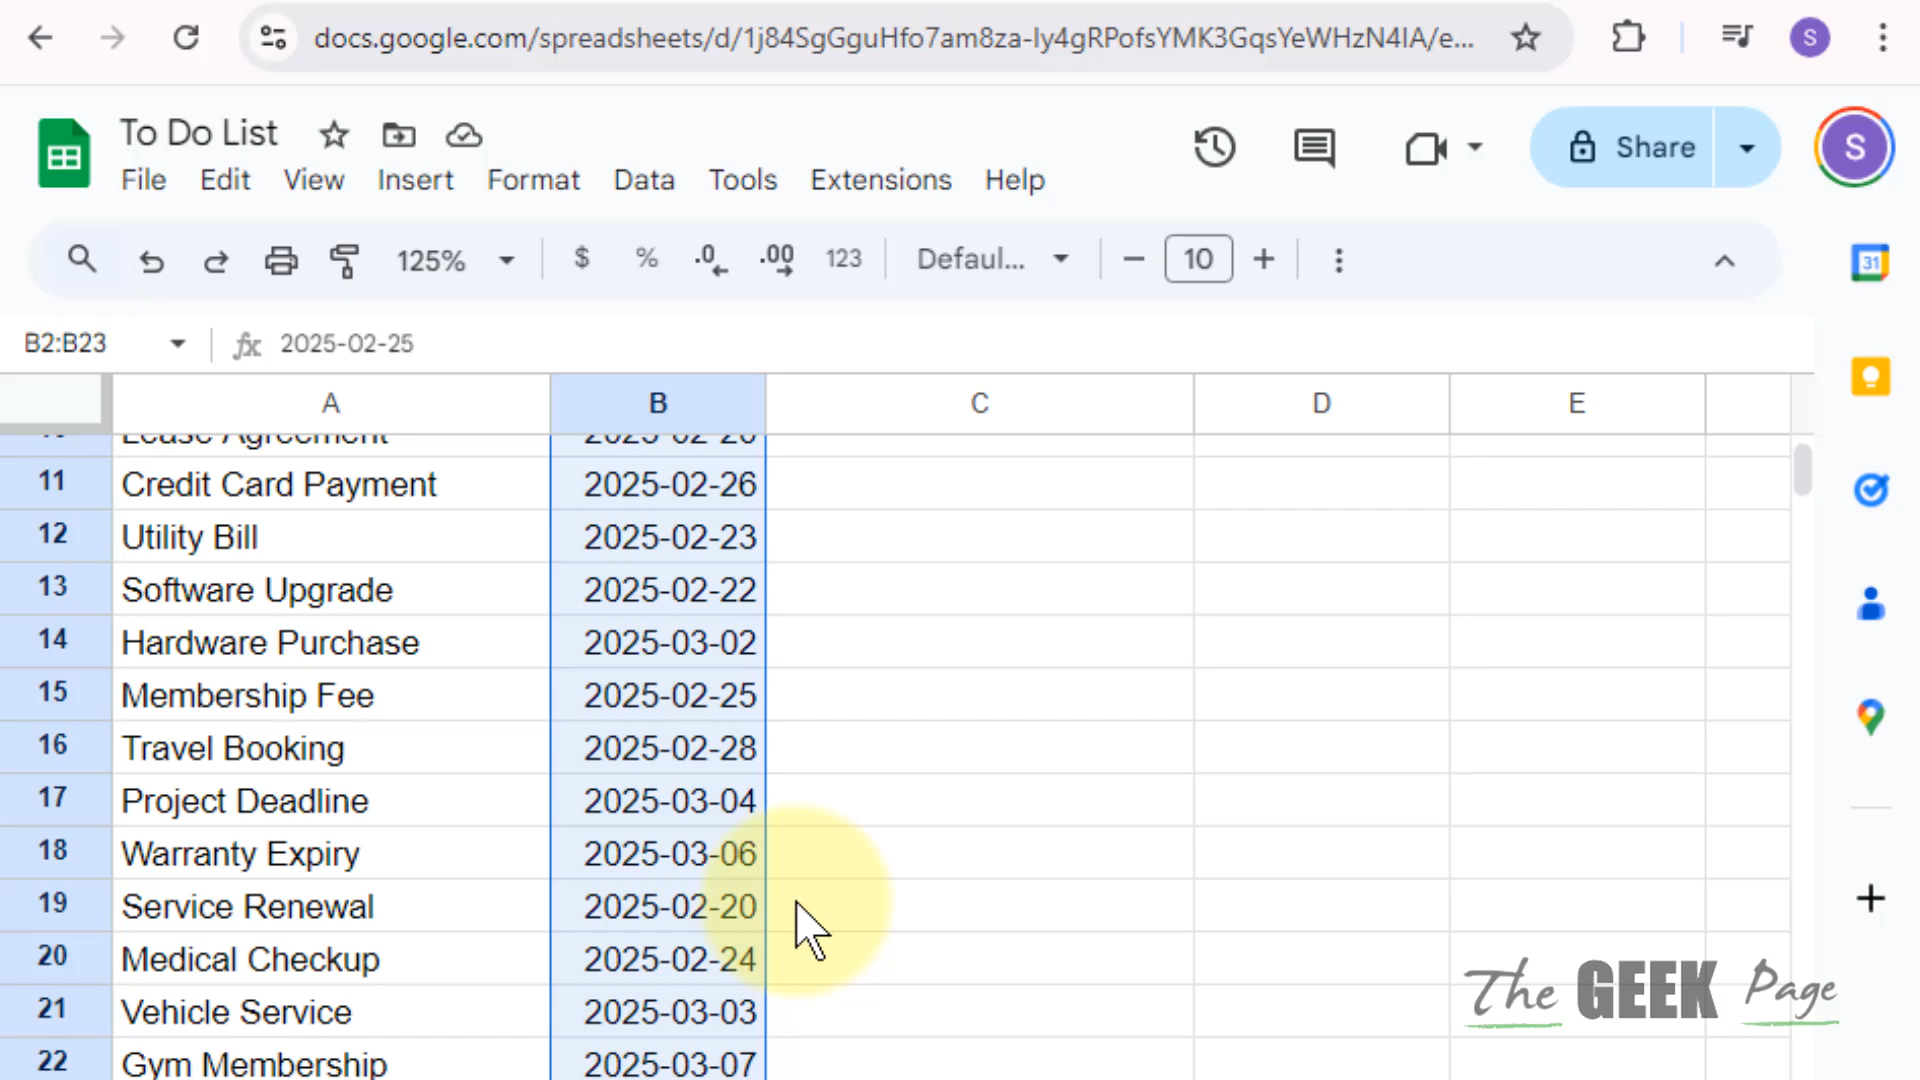 docs.google.com/spreadsheets/d/1j84SgGguHfo7am8za-Iy4gRPofsYMK3GqsYeWHzN4IA/e...
S
To Do List
File Edit View Insert Format Data Tools Extensions Help
Share
S
125% $ % .0 .00 123 Defaul... − 10 +
31
B2:B23 fx 2025-02-25
A B C D E
Lease Agreement
11 Credit Card Payment 2025-02-26
12 Utility Bill 2025-02-23
13 Software Upgrade 2025-02-22
14 Hardware Purchase 2025-03-02
15 Membership Fee 2025-02-25
16 Travel Booking 2025-02-28
17 Project Deadline 2025-03-04
18 Warranty Expiry 2025-03-06
19 Service Renewal 2025-02-20
20 Medical Checkup 2025-02-24
21 Vehicle Service 2025-03-03
22 Gym Membership 2025-03-07
The GEEK Page